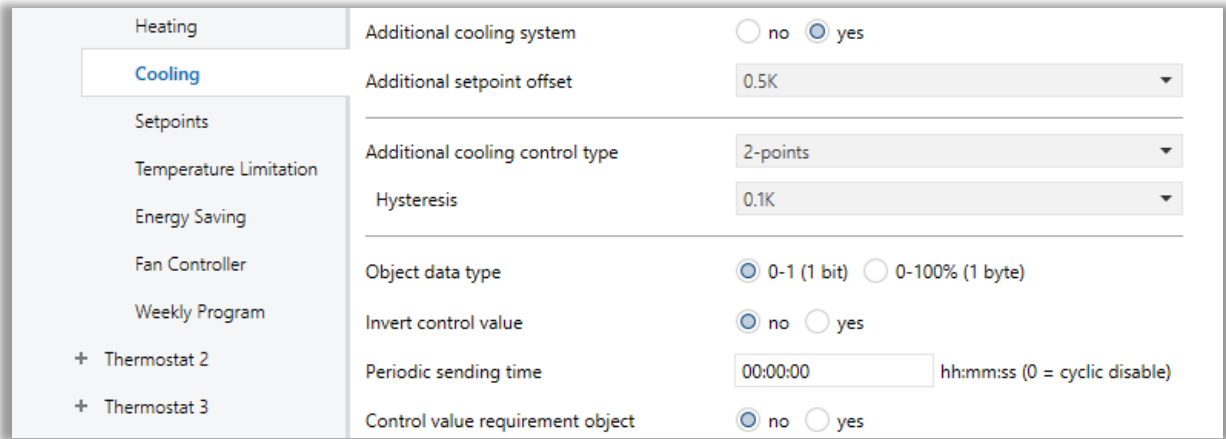 Heating
Cooling
Setpoints
Temperature Limitation
Energy Saving
Fan Controller
Weekly Program
+ Thermostat 2
+ Thermostat 3
Additional cooling system no yes
Additional setpoint offset 0.5K
Additional cooling control type 2-points
Hysteresis 0.1K
Object data type 0-1 (1 bit) 0-100% (1 byte)
Invert control value no yes
Periodic sending time 00:00:00 hh:mm:ss (0 = cyclic disable)
Control value requirement object no yes